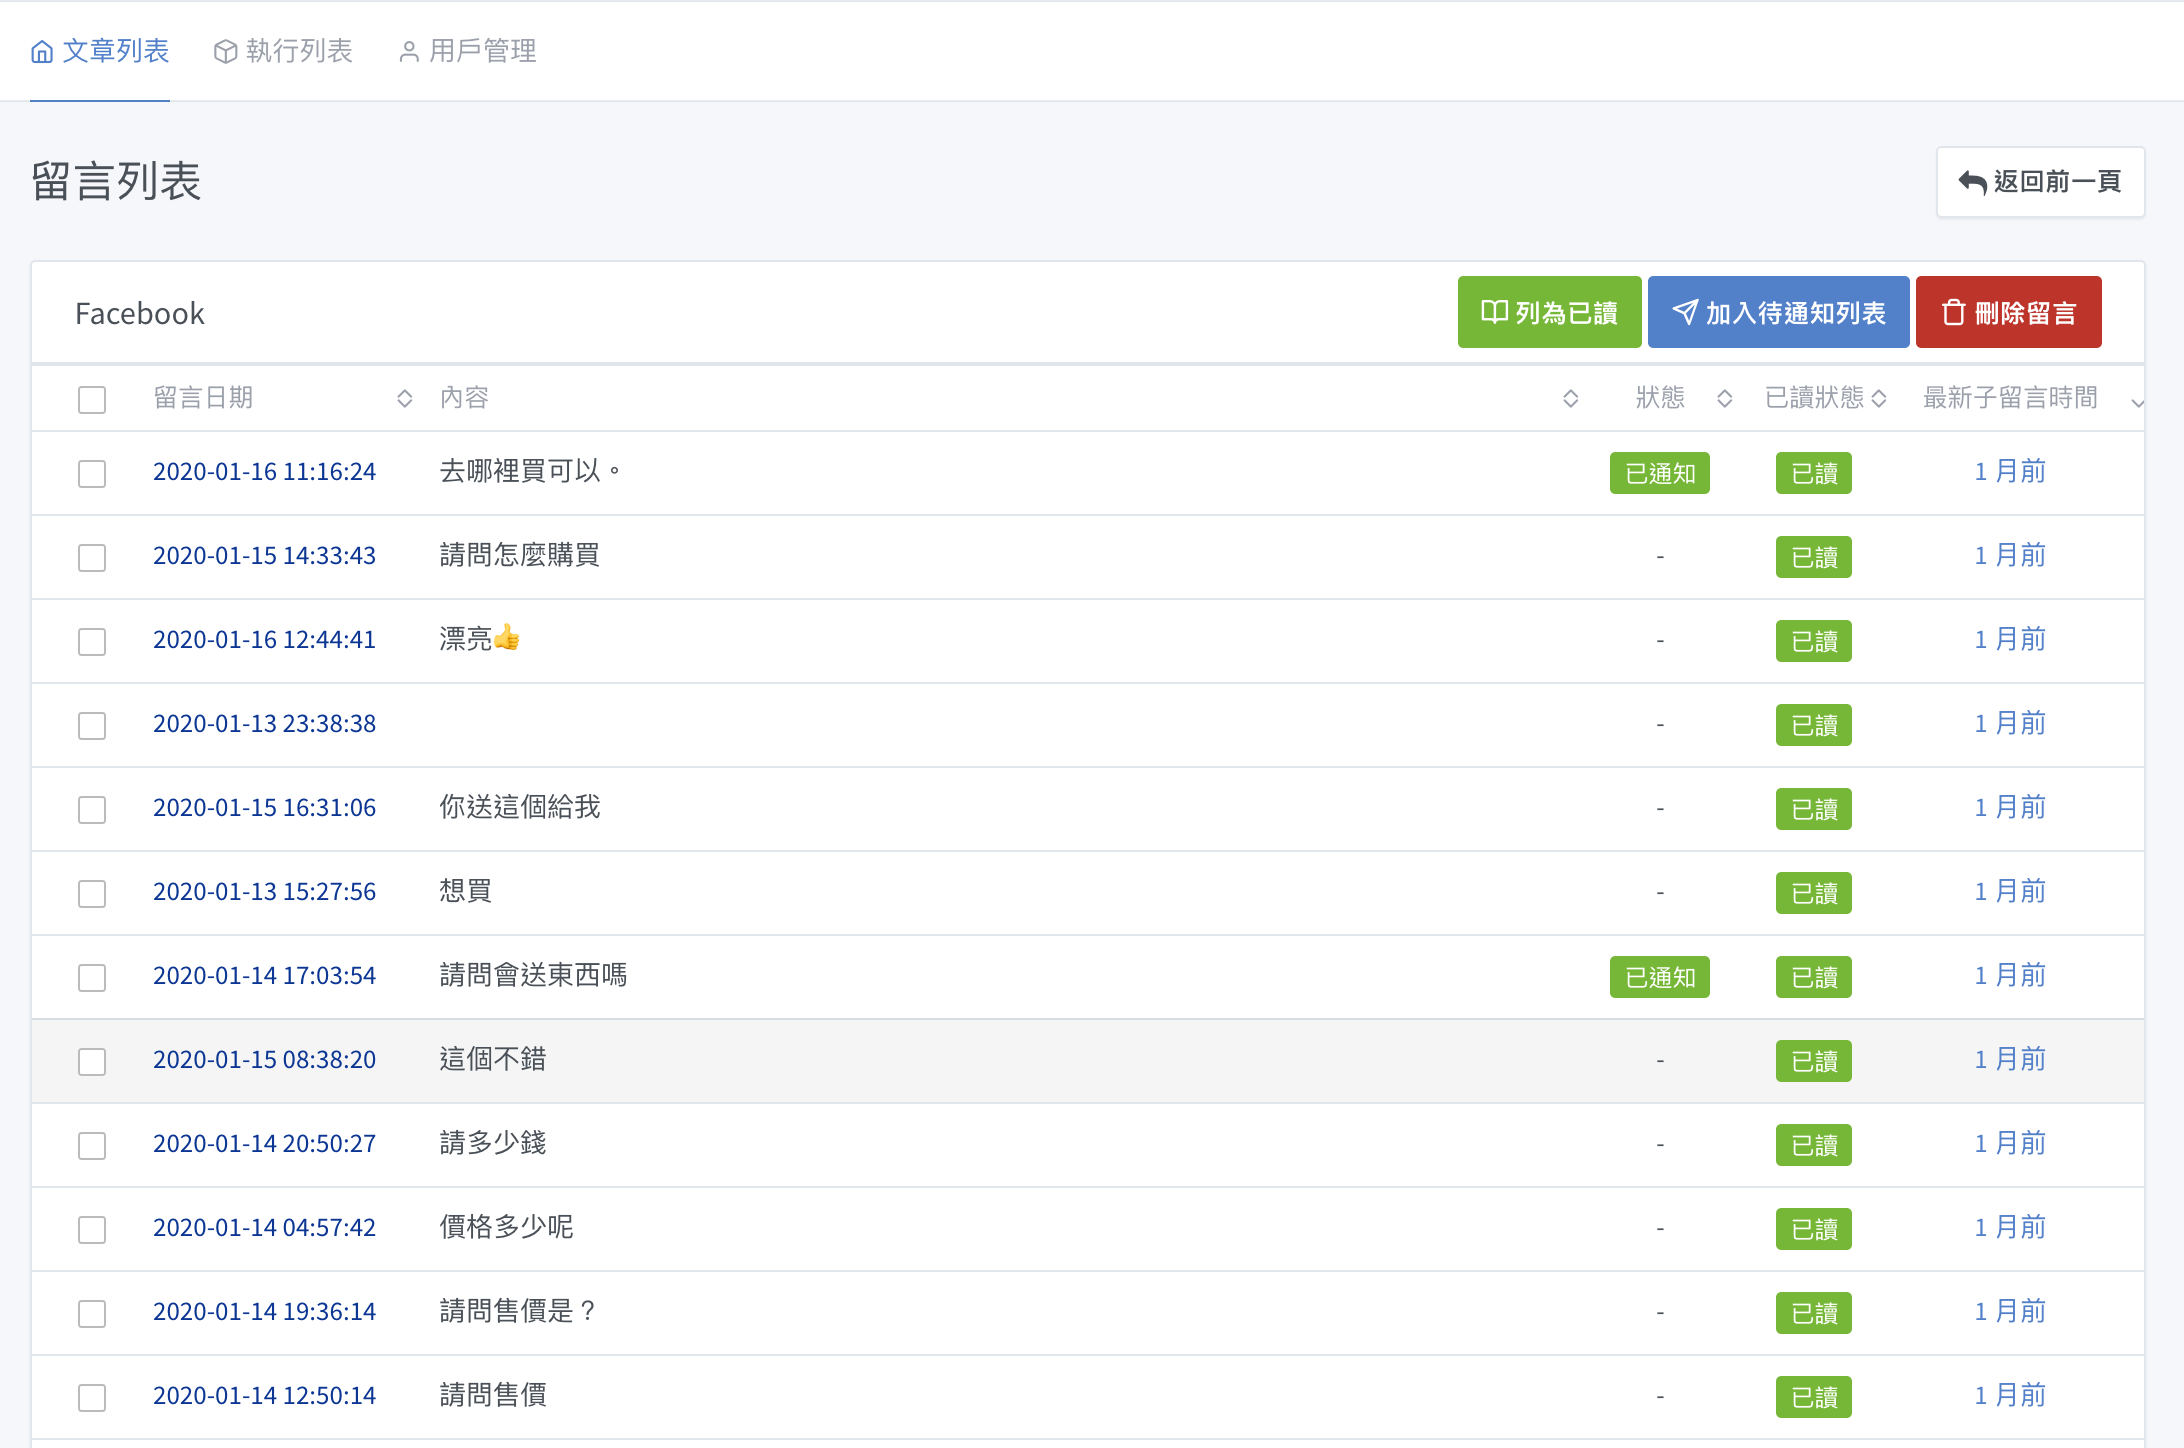 文章列表 執行列表 用戶管理
留言列表 返回前一頁
Facebook 列為已讀 加入待通知列表 刪除留言
留言日期 內容 狀態 已讀狀態 最新子留言時間
2020-01-16 11:16:24 去哪裡買可以。 已通知 已讀 1 月前
2020-01-15 14:33:43 請問怎麼購買 - 已讀 1 月前
2020-01-16 12:44:41 漂亮👍 - 已讀 1 月前
2020-01-13 23:38:38 - 已讀 1 月前
2020-01-15 16:31:06 你送這個給我 - 已讀 1 月前
2020-01-13 15:27:56 想買 - 已讀 1 月前
2020-01-14 17:03:54 請問會送東西嗎 已通知 已讀 1 月前
2020-01-15 08:38:20 這個不錯 - 已讀 1 月前
2020-01-14 20:50:27 請多少錢 - 已讀 1 月前
2020-01-14 04:57:42 價格多少呢 - 已讀 1 月前
2020-01-14 19:36:14 請問售價是？ - 已讀 1 月前
2020-01-14 12:50:14 請問售價 - 已讀 1 月前